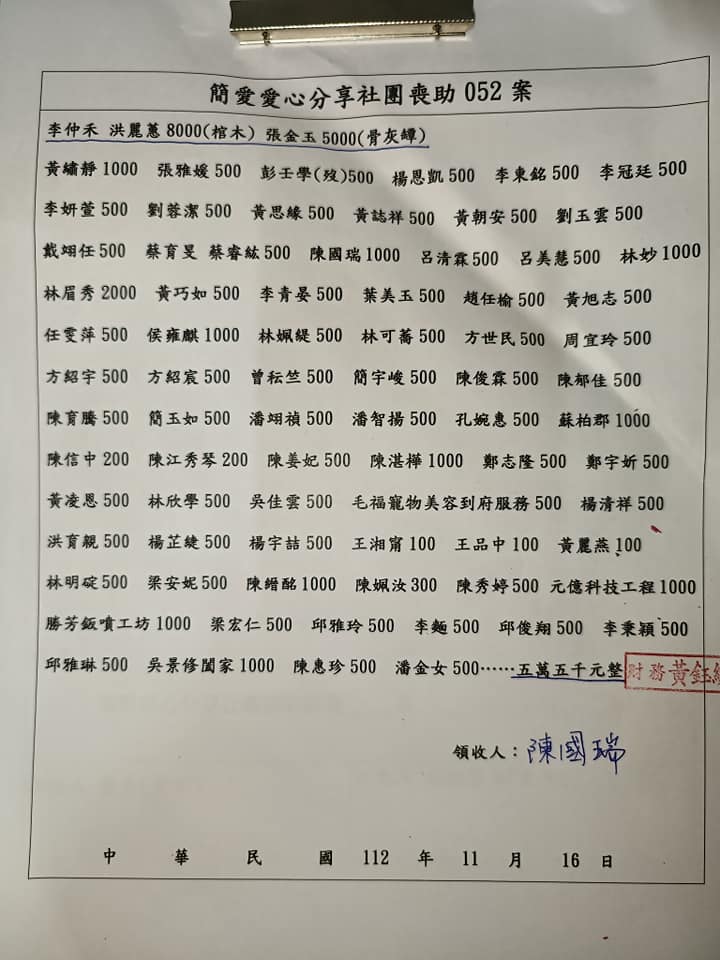 簡愛愛心分享社團喪助 052 案
李仲禾 洪麗蕙 8000(棺木) 張金玉 5000(骨灰罈)
黃繡靜 1000 張雅媛 500 彭壬學(歿)500 楊恩凱 500 李東銘 500 李冠廷 500
李妍萱 500 劉蓉潔 500 黃思緣 500 黃誌祥 500 黃朝安 500 劉玉雲 500
戴翊任 500 蔡育旻 蔡睿紘 500 陳國瑞 1000 呂清霖 500 呂美慧 500 林妙 1000
林眉秀 2000 黃巧如 500 李青晏 500 葉美玉 500 趙任榆 500 黃旭志 500
任雯萍 500 侯雍麒 1000 林姵緹 500 林可蕎 500 方世民 500 周宜玲 500
方紹宇 500 方紹宸 500 曾耘竺 500 簡宇峻 500 陳俊霖 500 陳郁佳 500
陳育騰 500 簡玉如 500 潘翊禎 500 潘智揚 500 孔婉惠 500 蘇柏郡 1000
陳信中 200 陳江秀琴 200 陳姜妃 500 陳湛樺 1000 鄭志隆 500 鄭宇妡 500
黃凌恩 500 林欣學 500 吳佳雲 500 毛福寵物美容到府服務 500 楊清祥 500
洪育親 500 楊芷緁 500 楊宇喆 500 王湘甯 100 王品中 100 黃麗燕 100
林明碇 500 梁安妮 500 陳縉酩 1000 陳姵汝 300 陳秀婷 500 元億科技工程 1000
勝芳鈑噴工坊 1000 梁宏仁 500 邱雅玲 500 李麵 500 邱俊翔 500 李秉穎 500
邱雅琳 500 吳景修闔家 1000 陳惠珍 500 潘金女 500⋯⋯五萬五千元整 財務黃鈺
領收人：陳國瑞
中華民國 112 年 11 月 16 日